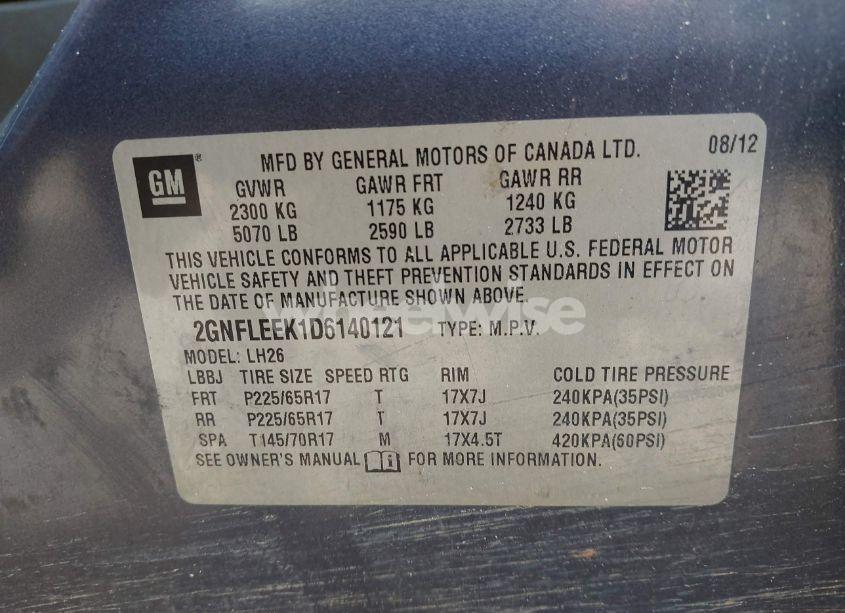 GM ® MFD BY GENERAL MOTORS OF CANADA LTD. 08/12
GVWR GAWR FRT GAWR RR
2300 KG 1175 KG 1240 KG
5070 LB 2590 LB 2733 LB
THIS VEHICLE CONFORMS TO ALL APPLICABLE U.S. FEDERAL MOTOR
VEHICLE SAFETY AND THEFT PREVENTION STANDARDS IN EFFECT ON
THE DATE OF MANUFACTURE SHOWN ABOVE.
wheelwise
2GNFLEEK1D6140121 TYPE: M.P.V.
MODEL: LH26
LBBJ TIRE SIZE SPEED RTG RIM COLD TIRE PRESSURE
FRT P225/65R17 T 17X7J 240KPA(35PSI)
RR P225/65R17 T 17X7J 240KPA(35PSI)
SPA T145/70R17 M 17X4.5T 420KPA(60PSI)
SEE OWNER'S MANUAL FOR MORE INFORMATION.